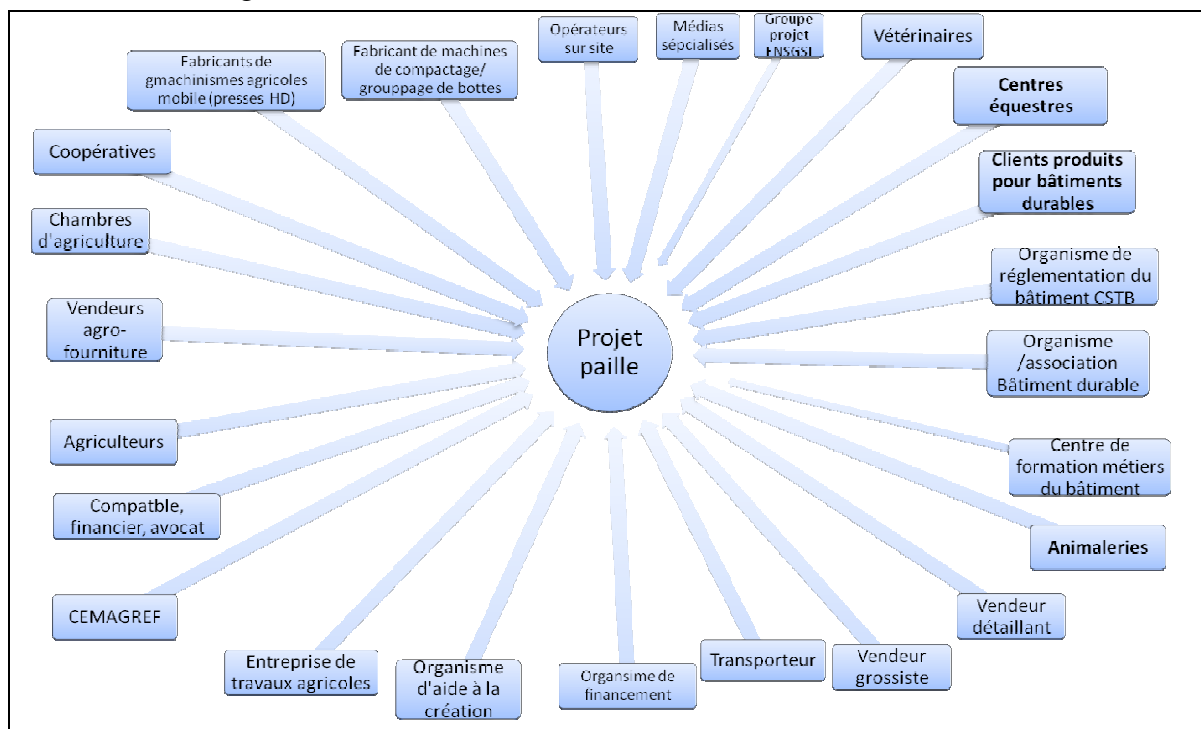 Opérateurs
sur site
Médias
sépcialisés
Groupe
projet
ENSGSI
Vétérinaires
Fabricants de
gmachinismes agricoles
mobile (presses HD)
Fabricant de machines
de compactage/
grouppage de bottes
Centres
équestres
Coopératives
Clients produits
pour bâtiments
durables
Chambres
d'agriculture
Organisme de
réglementation du
bâtiment CSTB
Vendeurs
agro-
fourniture
Projet
paille
Organisme
/association
Bâtiment durable
Agriculteurs
Centre de
formation métiers
du bâtiment
Compatble,
financier, avocat
Animaleries
CEMAGREF
Vendeur
détaillant
Entreprise de
travaux agricoles
Organisme
d'aide à la
création
Organsime de
financement
Transporteur
Vendeur
grossiste